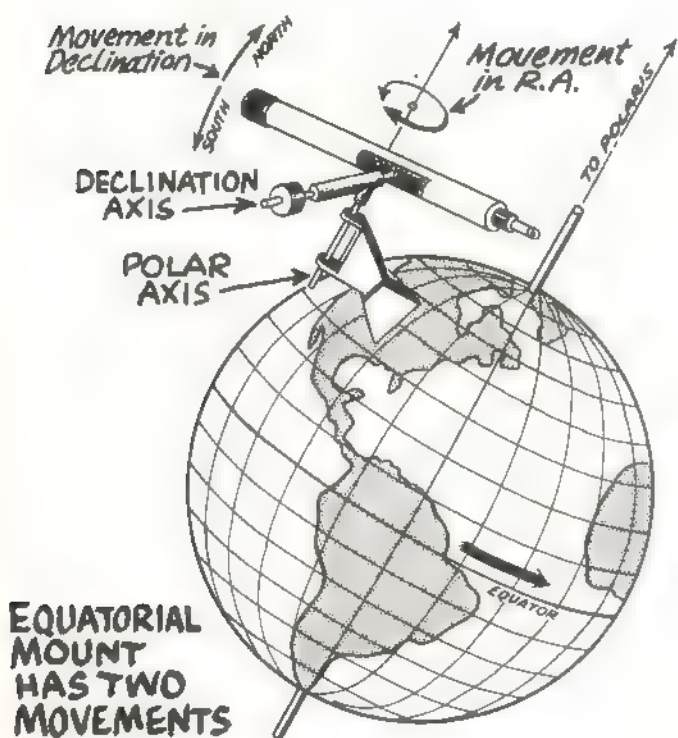 Movement in
Declination
NORTH
SOUTH
Movement
in R.A.
TO POLARIS
DECLINATION
AXIS
POLAR
AXIS
EQUATOR
EQUATORIAL
MOUNT
HAS TWO
MOVEMENTS